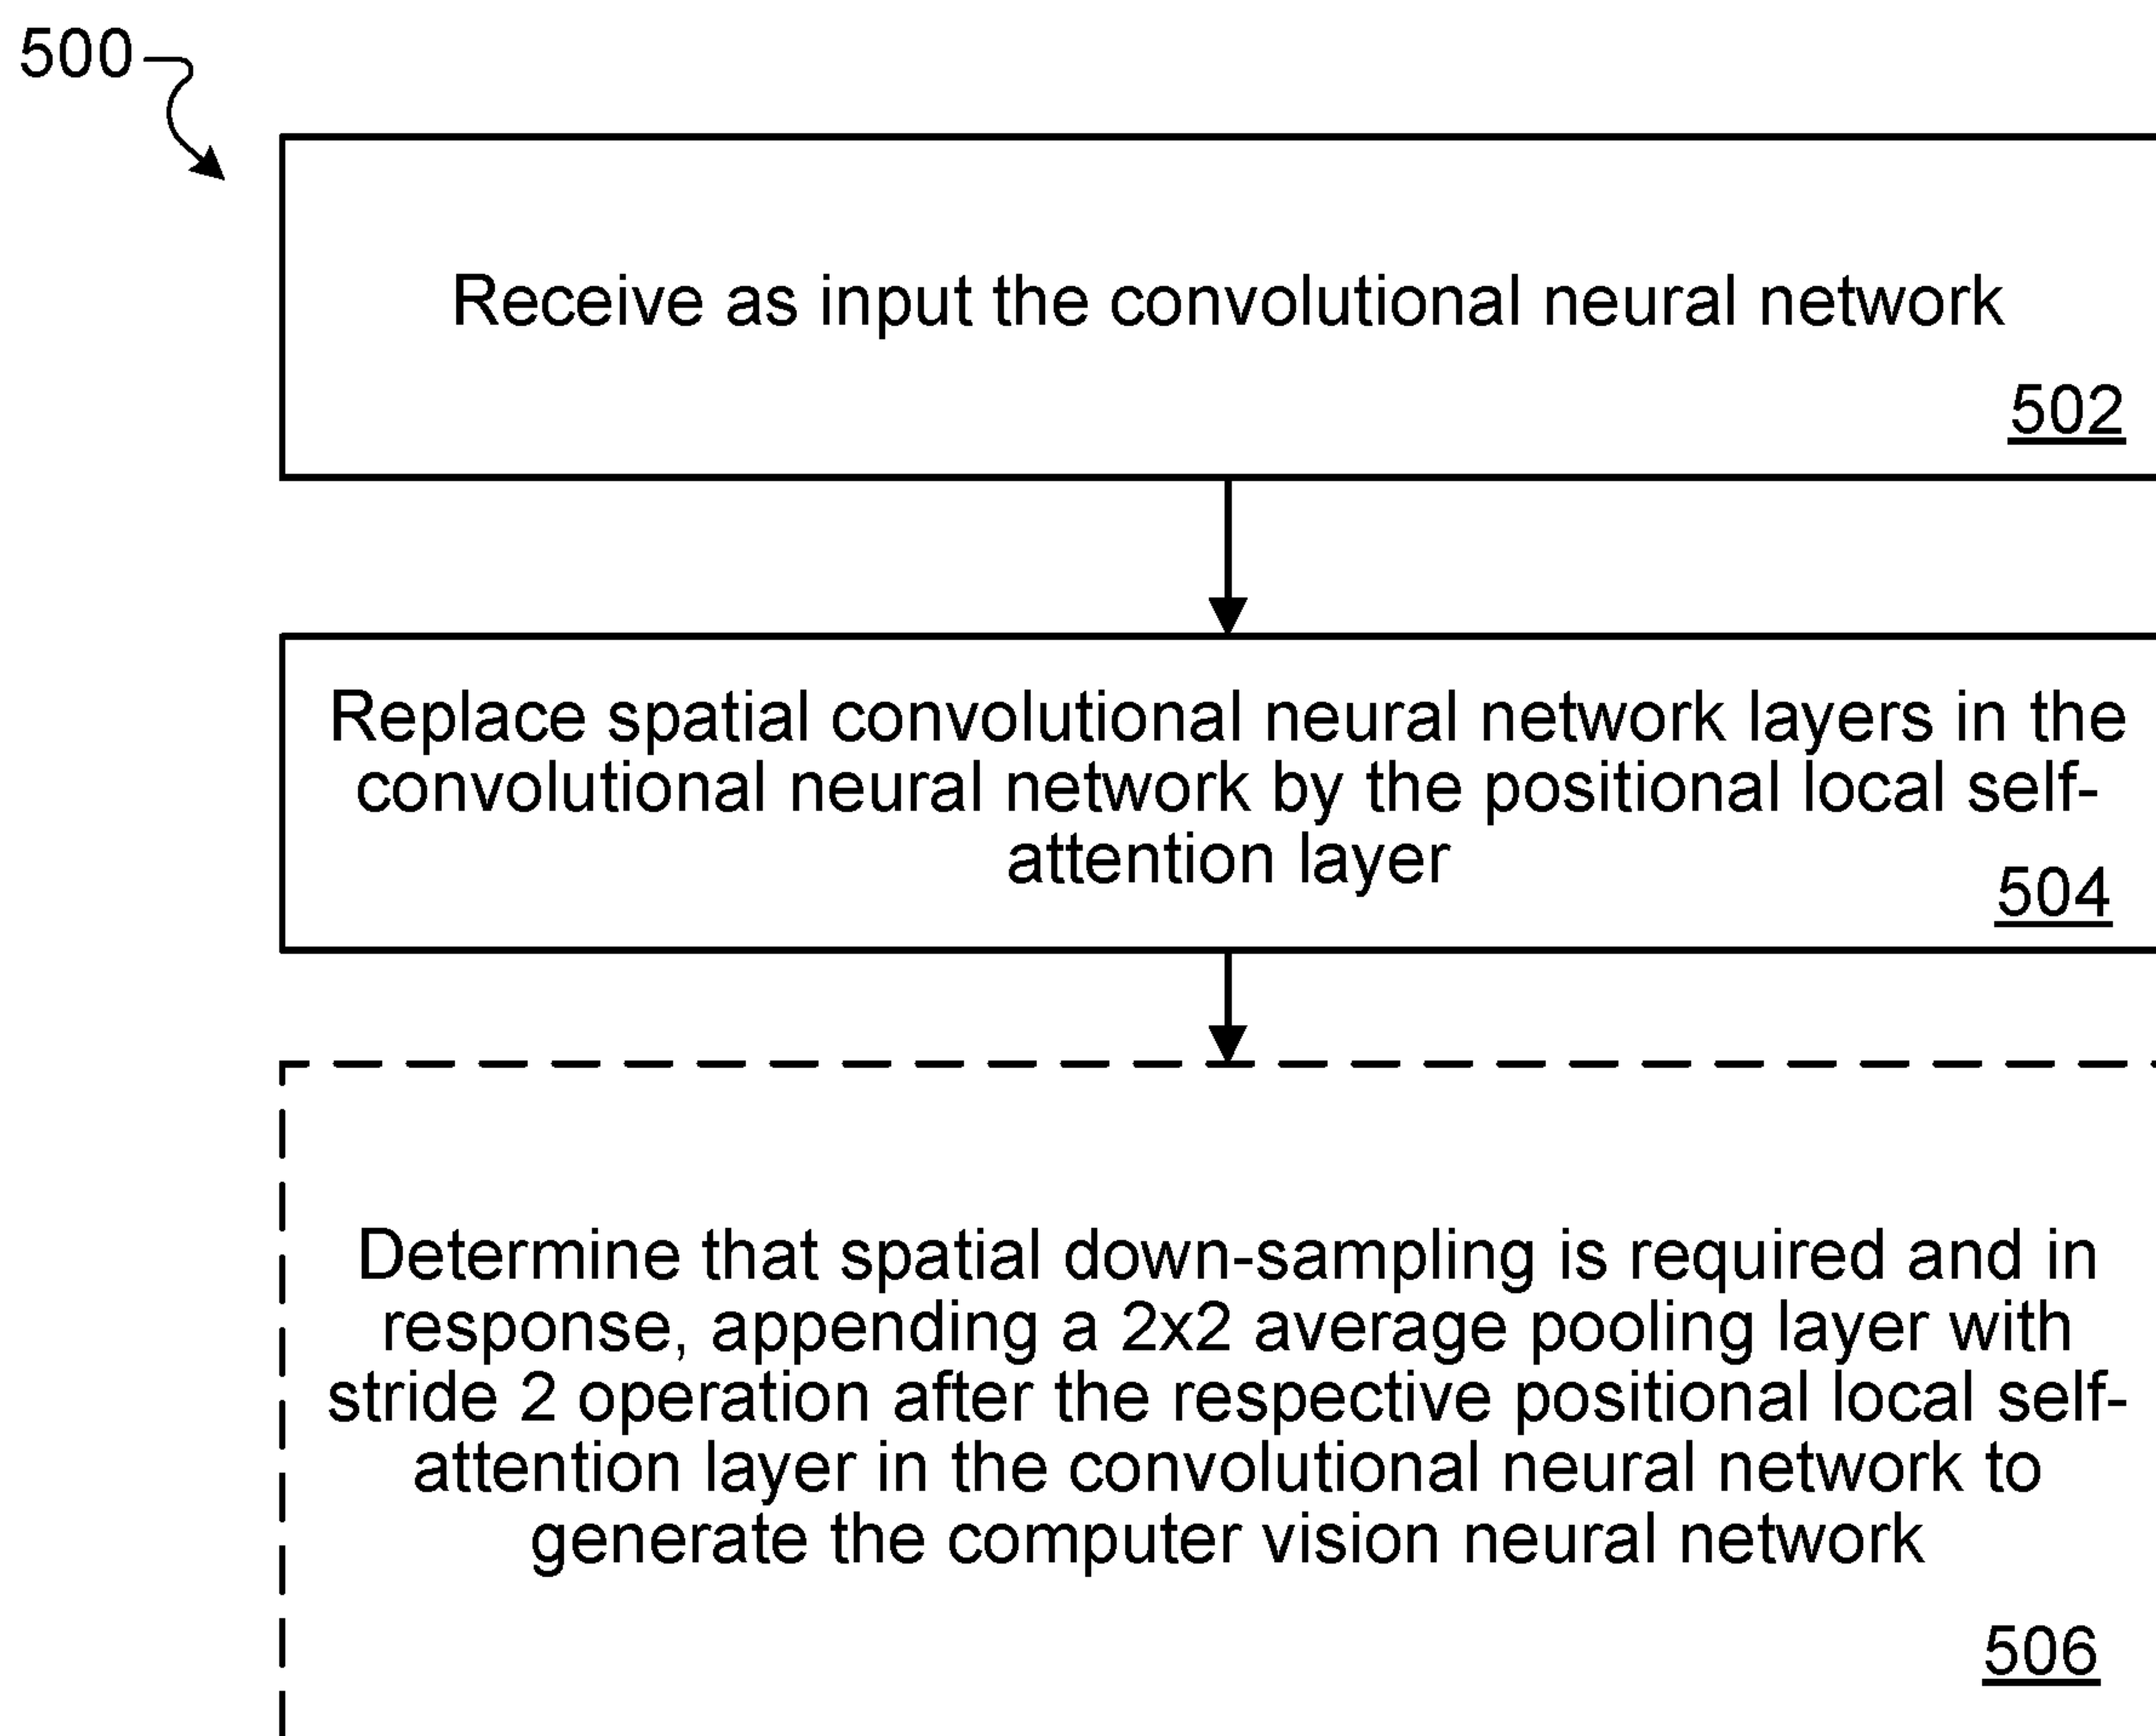 500
Receive as input the convolutional neural network
502
Replace spatial convolutional neural network layers in the
convolutional neural network by the positional local self-
attention layer
504
Determine that spatial down-sampling is required and in
response, appending a 2x2 average pooling layer with
stride 2 operation after the respective positional local self-
attention layer in the convolutional neural network to
generate the computer vision neural network
506